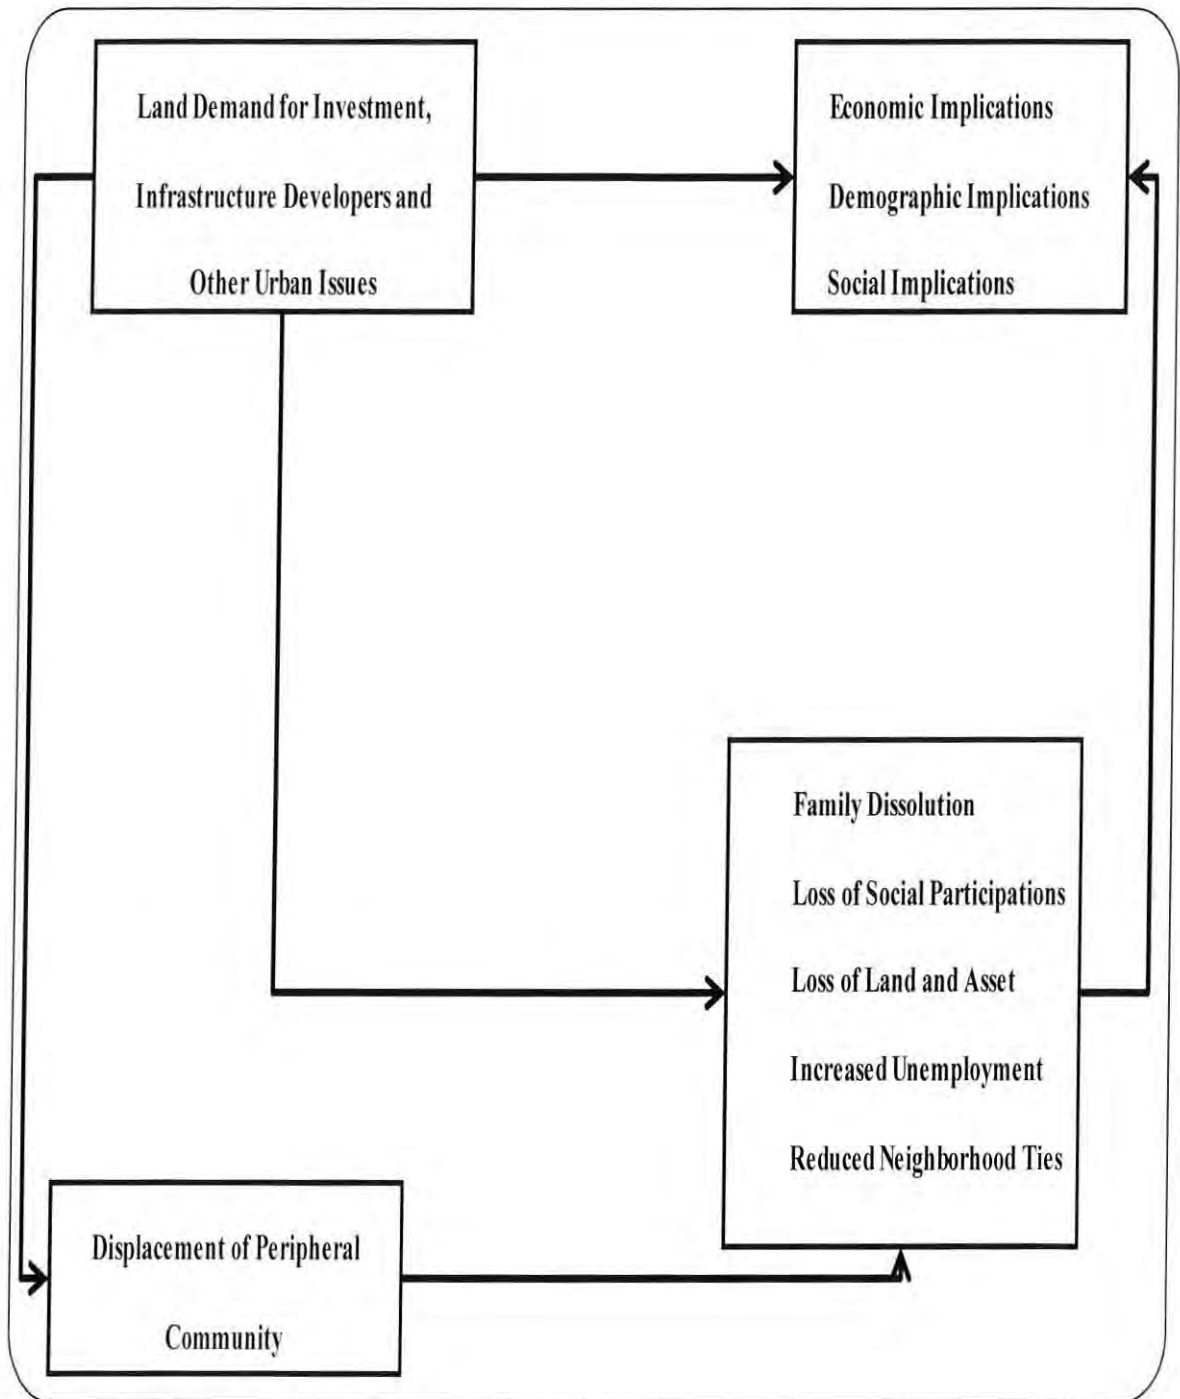 Land Demand for Investment,
Infrastructure Developers and
Other Urban Issues
Economic Implications
Demographic Implications
Social Implications
Family Dissolution
Loss of Social Participations
Loss of Land and Asset
Increased Unemployment
Reduced Neighborhood Ties
Displacement of Peripheral
Community